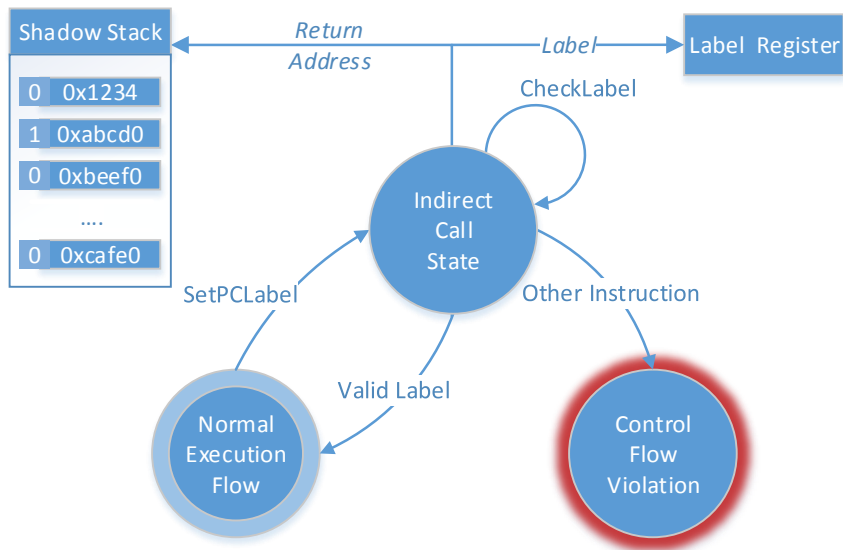 Shadow Stack
0 0x1234
1 0xabcd0
0 0xbeef0
....
0 0xcafe0
Return
Address
Label
Label Register
CheckLabel
Indirect
Call
State
SetPCLabel
Other Instruction
Valid Label
Normal
Execution
Flow
Control
Flow
Violation